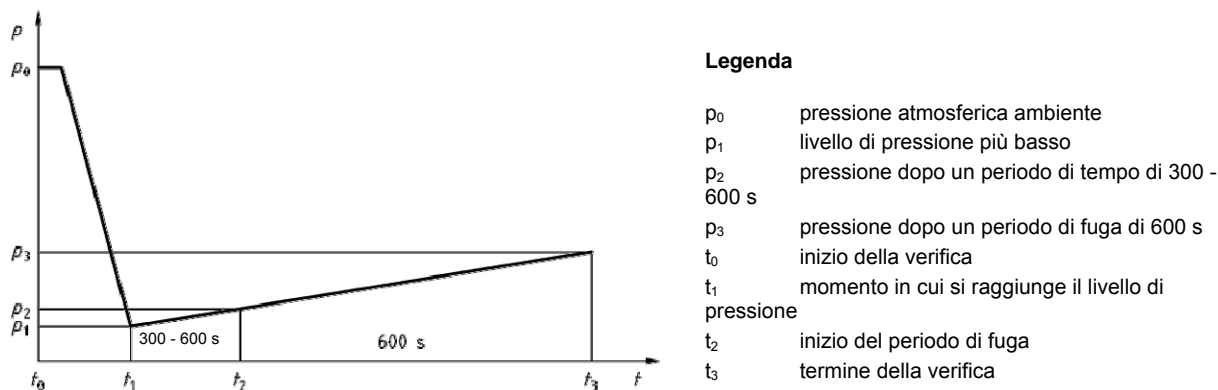 p
p₀
p₃
p₂
p₁
300 - 600 s
600 s
t₀
t₁
t₂
t₃
t
Legenda
p₀ pressione atmosferica ambiente
p₁ livello di pressione più basso
p₂ pressione dopo un periodo di tempo di 300 -
600 s
p₃ pressione dopo un periodo di fuga di 600 s
t₀ inizio della verifica
t₁ momento in cui si raggiunge il livello di
pressione
t₂ inizio del periodo di fuga
t₃ termine della verifica